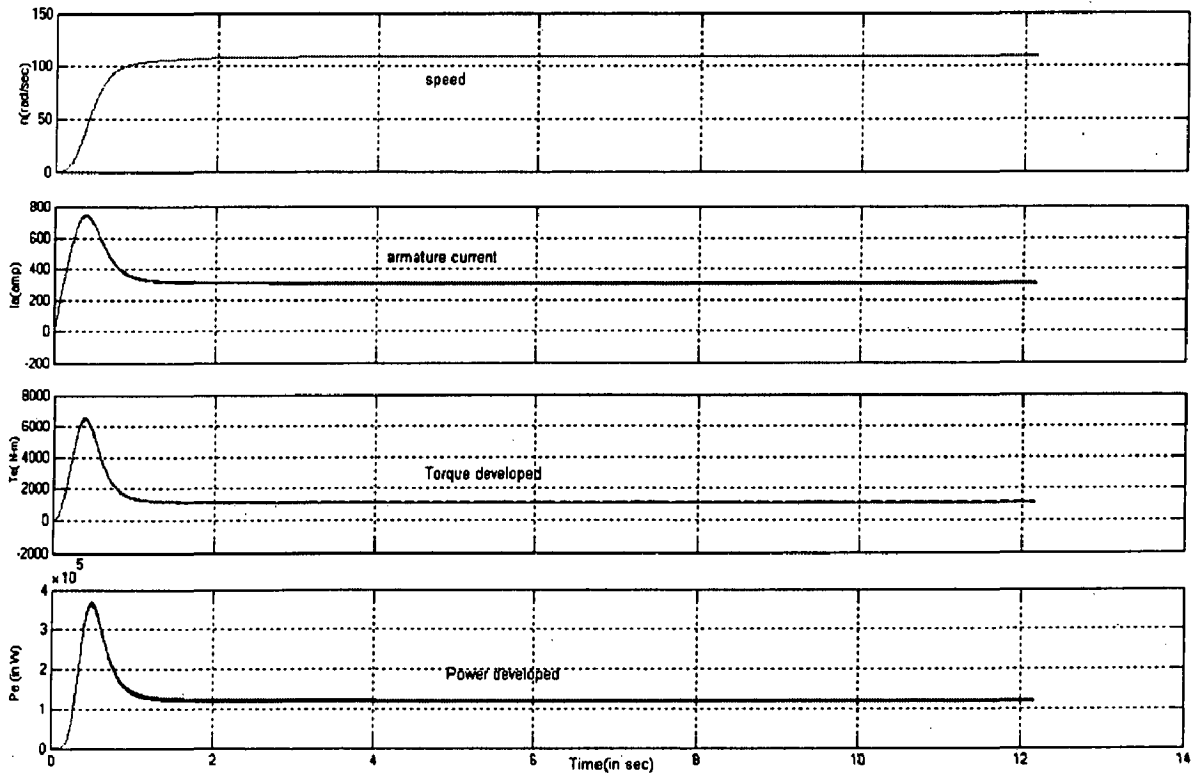 150
100
50
0
n(rad/sec)
speed
800
600
400
200
0
-200
Ia(amp)
armature current
8000
6000
4000
2000
0
-2000
Te(N-m)
Torque developed
× 10^5
4
3
2
1
0
Pe (in W)
Power developed
0 2 4 6 8 10 12 14
Time(in sec)